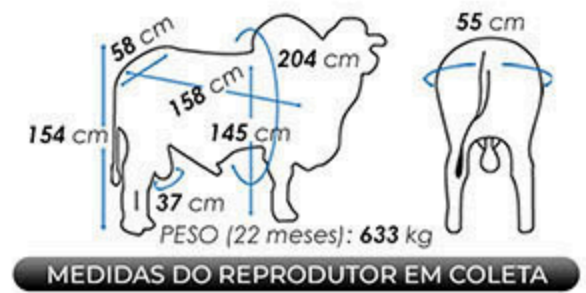 58 cm
55 cm
204 cm
158 cm
154 cm
145 cm
37 cm
PESO (22 meses): 633 kg
MEDIDAS DO REPRODUTOR EM COLETA